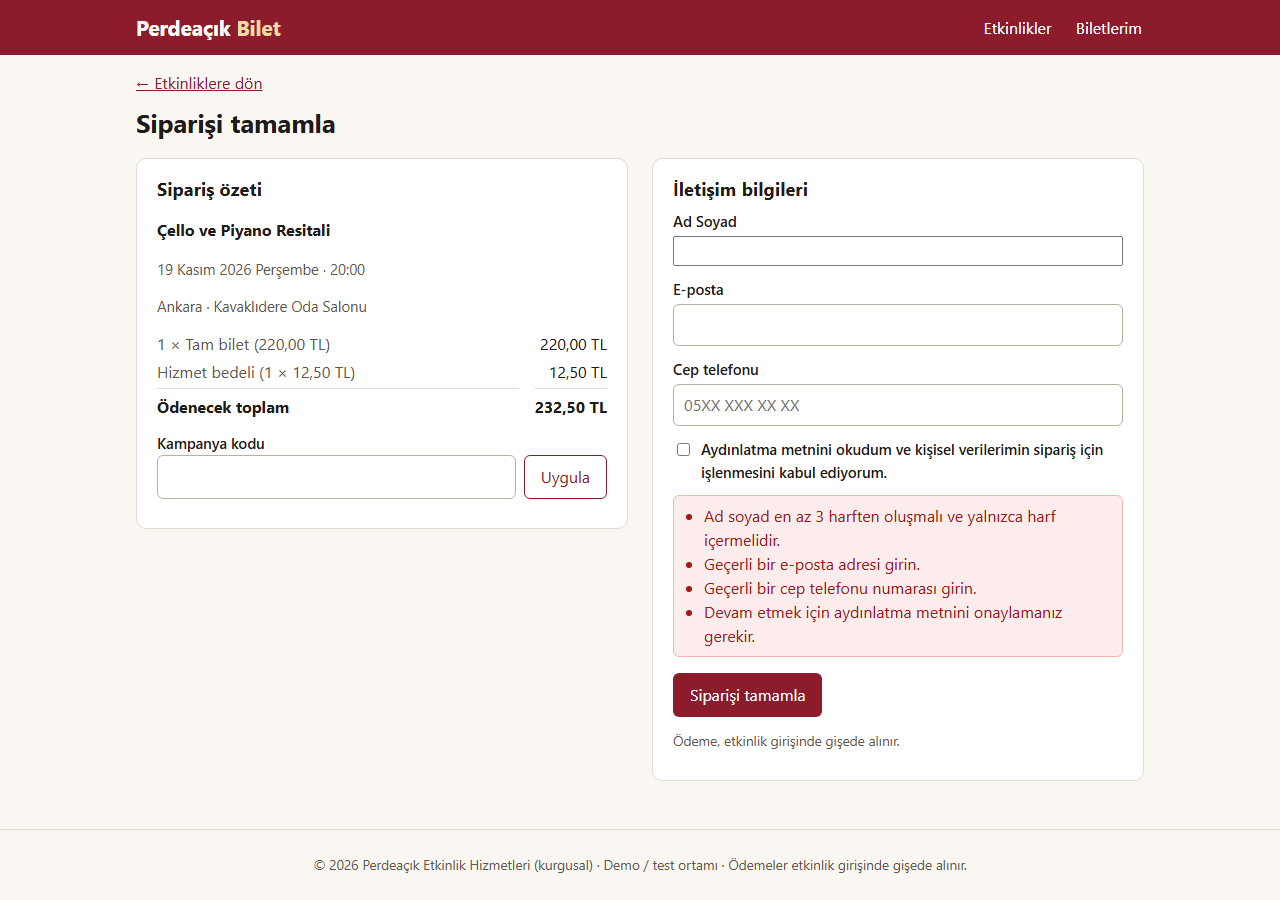 Perdeaçık Bilet
Etkinlikler
Biletlerim
← Etkinliklere dön
Siparişi tamamla
Sipariş özeti
Çello ve Piyano Resitali
19 Kasım 2026 Perşembe · 20:00
Ankara · Kavaklıdere Oda Salonu
1 × Tam bilet (220,00 TL) 220,00 TL
Hizmet bedeli (1 × 12,50 TL) 12,50 TL
Ödenecek toplam 232,50 TL
Kampanya kodu
Uygula
İletişim bilgileri
Ad Soyad
E-posta
Cep telefonu
05XX XXX XX XX
Aydınlatma metnini okudum ve kişisel verilerimin sipariş için
işlenmesini kabul ediyorum.
Ad soyad en az 3 harften oluşmalı ve yalnızca harf
içermelidir.
Geçerli bir e-posta adresi girin.
Geçerli bir cep telefonu numarası girin.
Devam etmek için aydınlatma metnini onaylamanız
gerekir.
Siparişi tamamla
Ödeme, etkinlik girişinde gişede alınır.
© 2026 Perdeaçık Etkinlik Hizmetleri (kurgusal) · Demo / test ortamı · Ödemeler etkinlik girişinde gişede alınır.